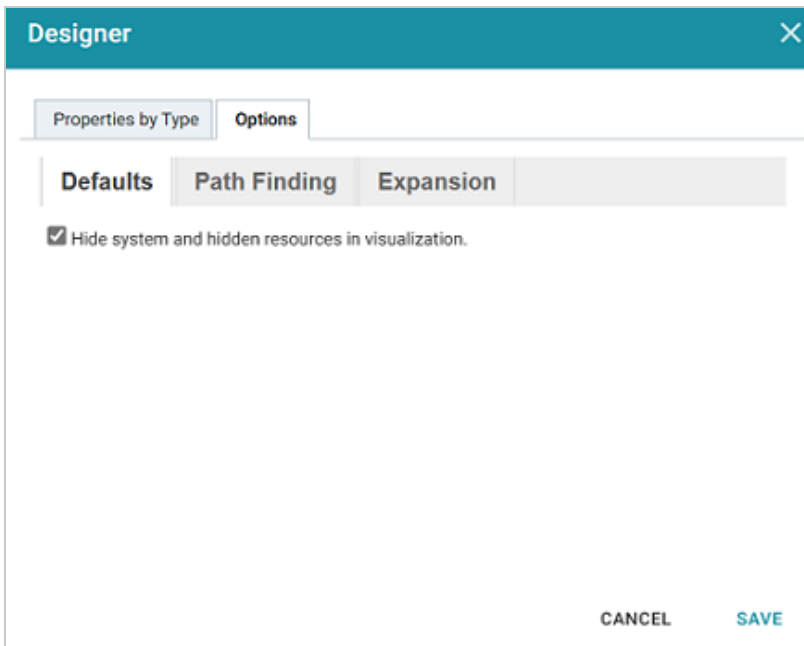 Designer
Properties by Type Options
Defaults Path Finding Expansion
Hide system and hidden resources in visualization.
CANCEL SAVE